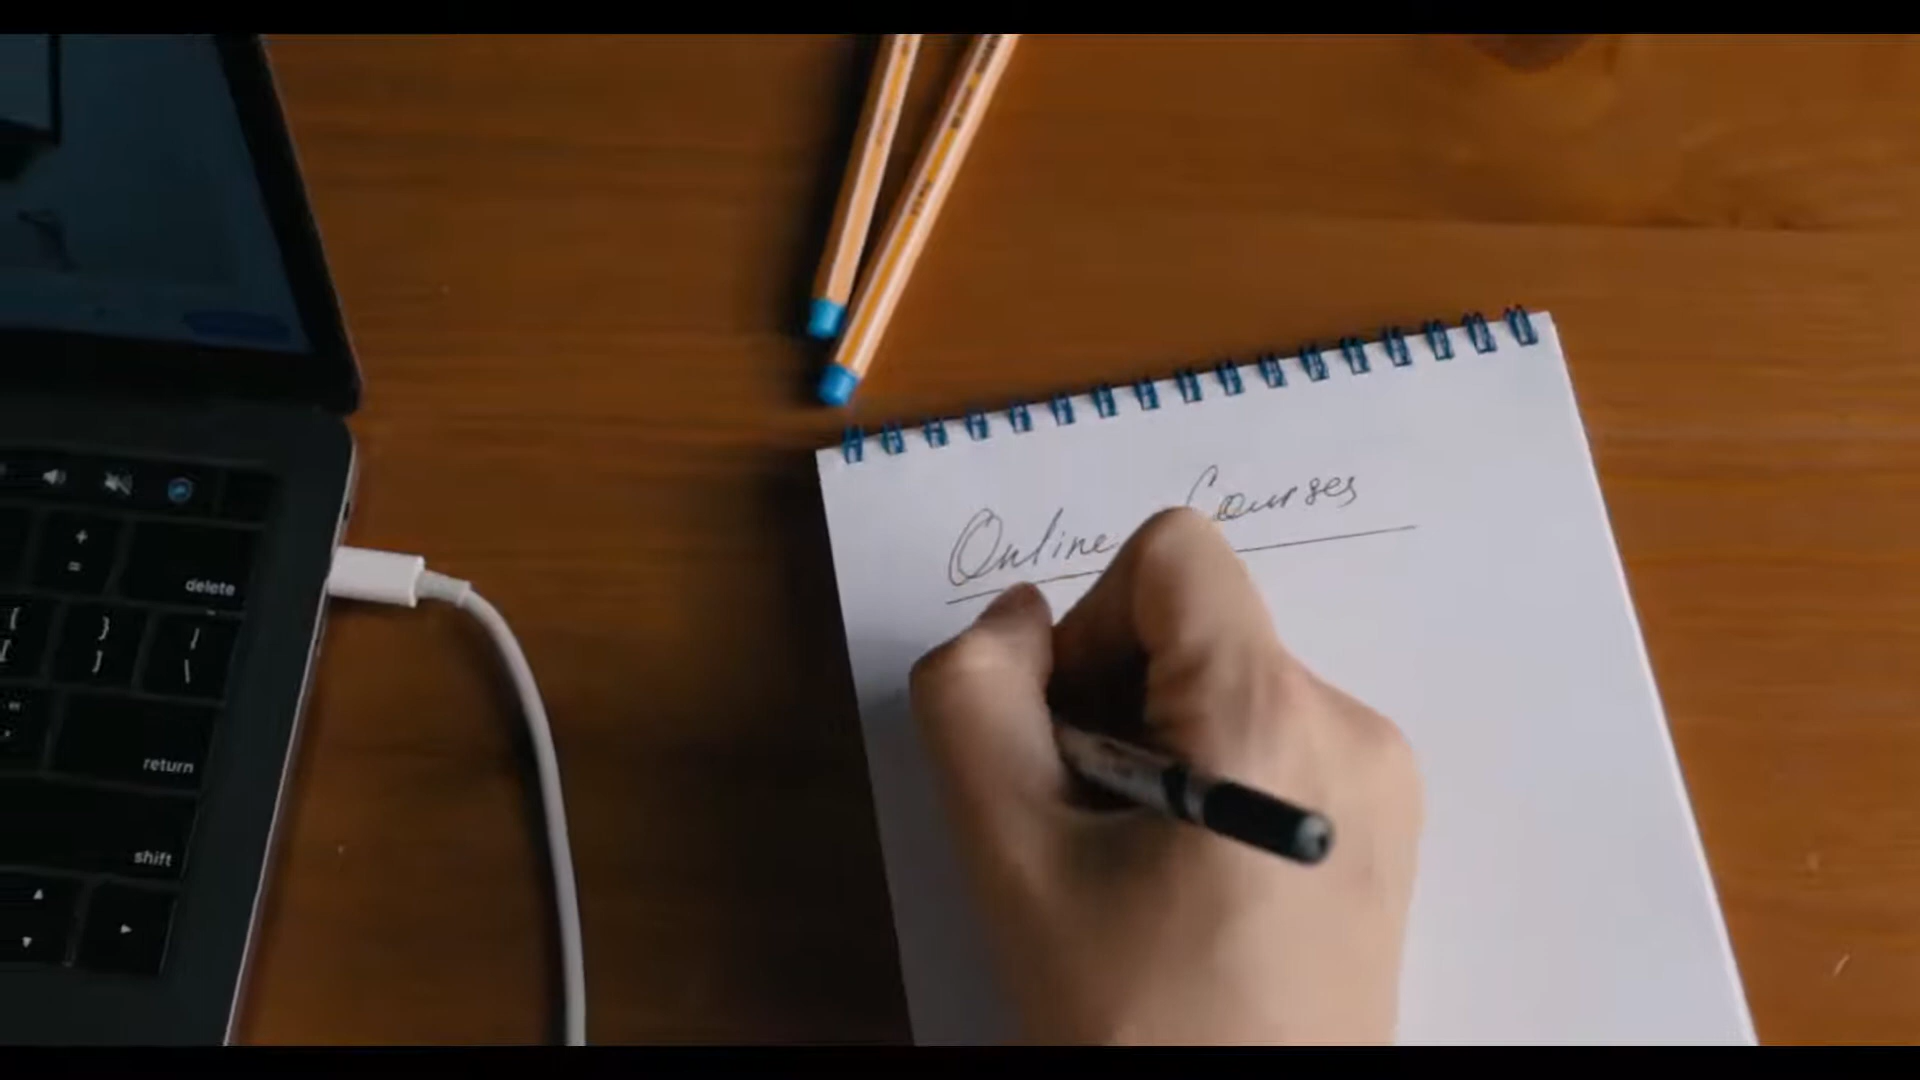 Online Courses
+
=
delete
{ } |
[ ] \
return
shift